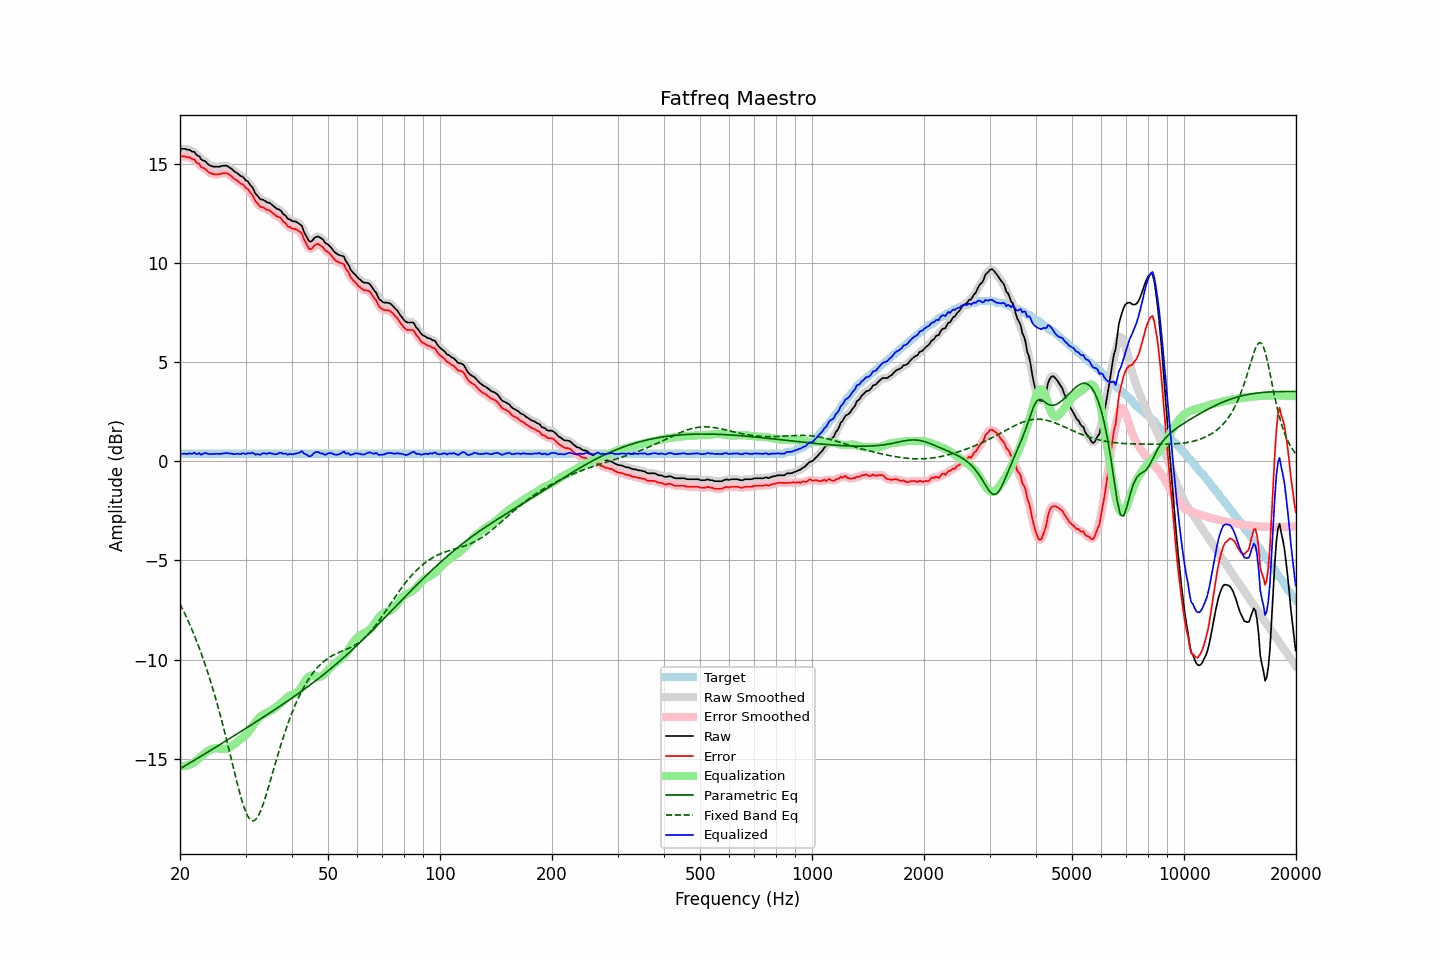 Fatfreq Maestro
Amplitude (dBr)
15
10
5
0
−5
−10
−15
Target
Raw Smoothed
Error Smoothed
Raw
Error
Equalization
Parametric Eq
Fixed Band Eq
Equalized
20
50
100
200
500
1000
2000
5000
10000
20000
Frequency (Hz)